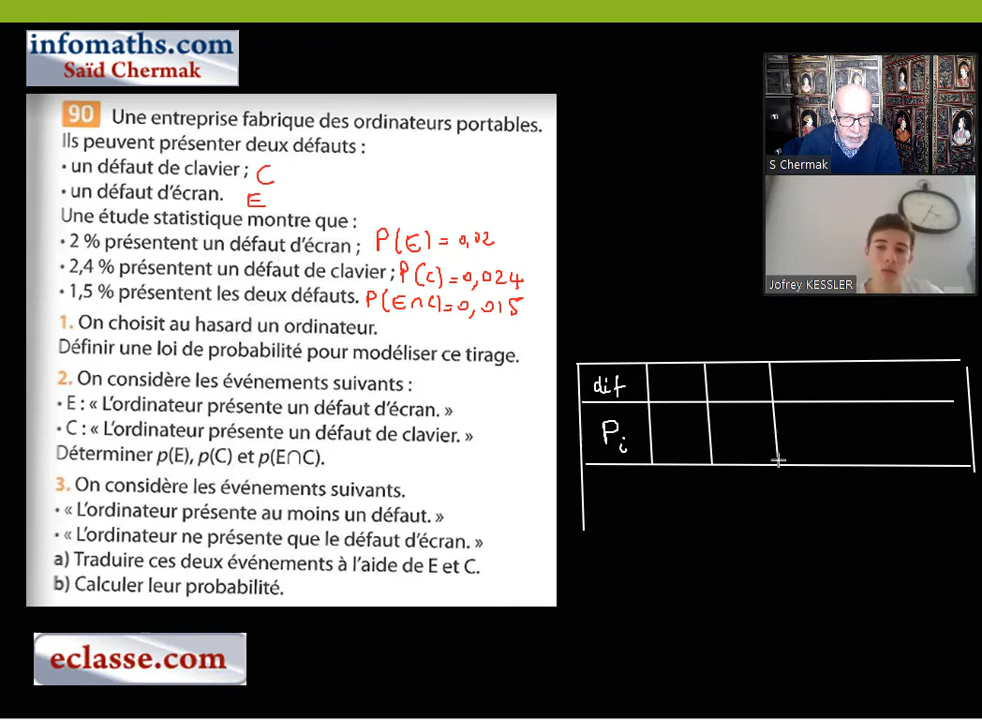 infomaths.com
Saïd Chermak
90 Une entreprise fabrique des ordinateurs portables.
Ils peuvent présenter deux défauts :
• un défaut de clavier ; C
• un défaut d'écran. E
Une étude statistique montre que :
• 2 % présentent un défaut d'écran ; P(E) = 0,02
• 2,4 % présentent un défaut de clavier ; P(C) = 0,024
• 1,5 % présentent les deux défauts. P(E∩C) = 0,015
1. On choisit au hasard un ordinateur.
Définir une loi de probabilité pour modéliser ce tirage.
2. On considère les événements suivants :
• E : « L'ordinateur présente un défaut d'écran. »
• C : « L'ordinateur présente un défaut de clavier. »
Déterminer p(E), p(C) et p(E∩C).
3. On considère les événements suivants.
• « L'ordinateur présente au moins un défaut. »
• « L'ordinateur ne présente que le défaut d'écran. »
a) Traduire ces deux événements à l'aide de E et C.
b) Calculer leur probabilité.
eclasse.com
S Chermak
Jofrey KESSLER
dif
Pi